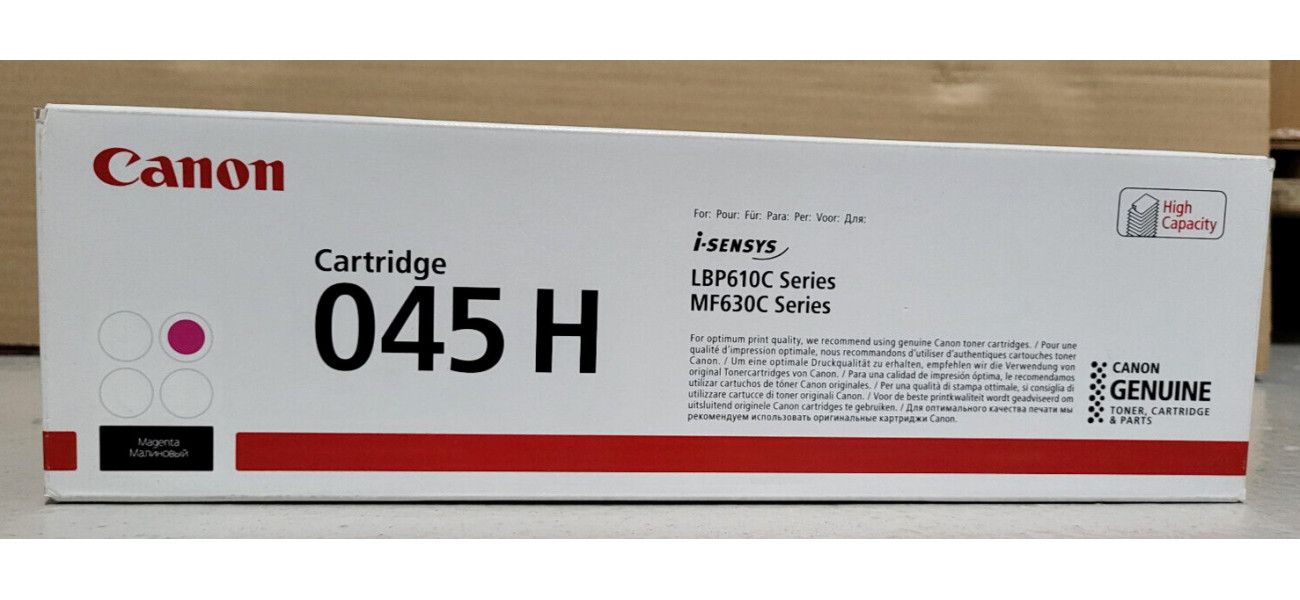 Canon
Cartridge
045 H
Magenta
Малиновый
For: Pour: Für: Para: Per: Voor: Для:
i-SENSYS
LBP610C Series
MF630C Series
For optimum print quality, we recommend using genuine Canon toner cartridges. / Pour une
qualité d'impression optimale, nous recommandons d'utiliser d'authentiques cartouches toner
Canon. / Um eine optimale Druckqualität zu erhalten, empfehlen wir die Verwendung von
original Tonercartridges von Canon. / Para una calidad de impresión óptima, le recomendamos
utilizar cartuchos de tóner Canon originales. / Per una qualità di stampa ottimale, si consiglia di
utilizzare cartucce di toner originali Canon. / Voor de beste printkwaliteit wordt geadviseerd om
uitsluitend originele Canon cartridges te gebruiken. / Для оптимального качества печати мы
рекомендуем использовать оригинальные картриджи Canon.
High
Capacity
CANON
GENUINE
TONER, CARTRIDGE
& PARTS